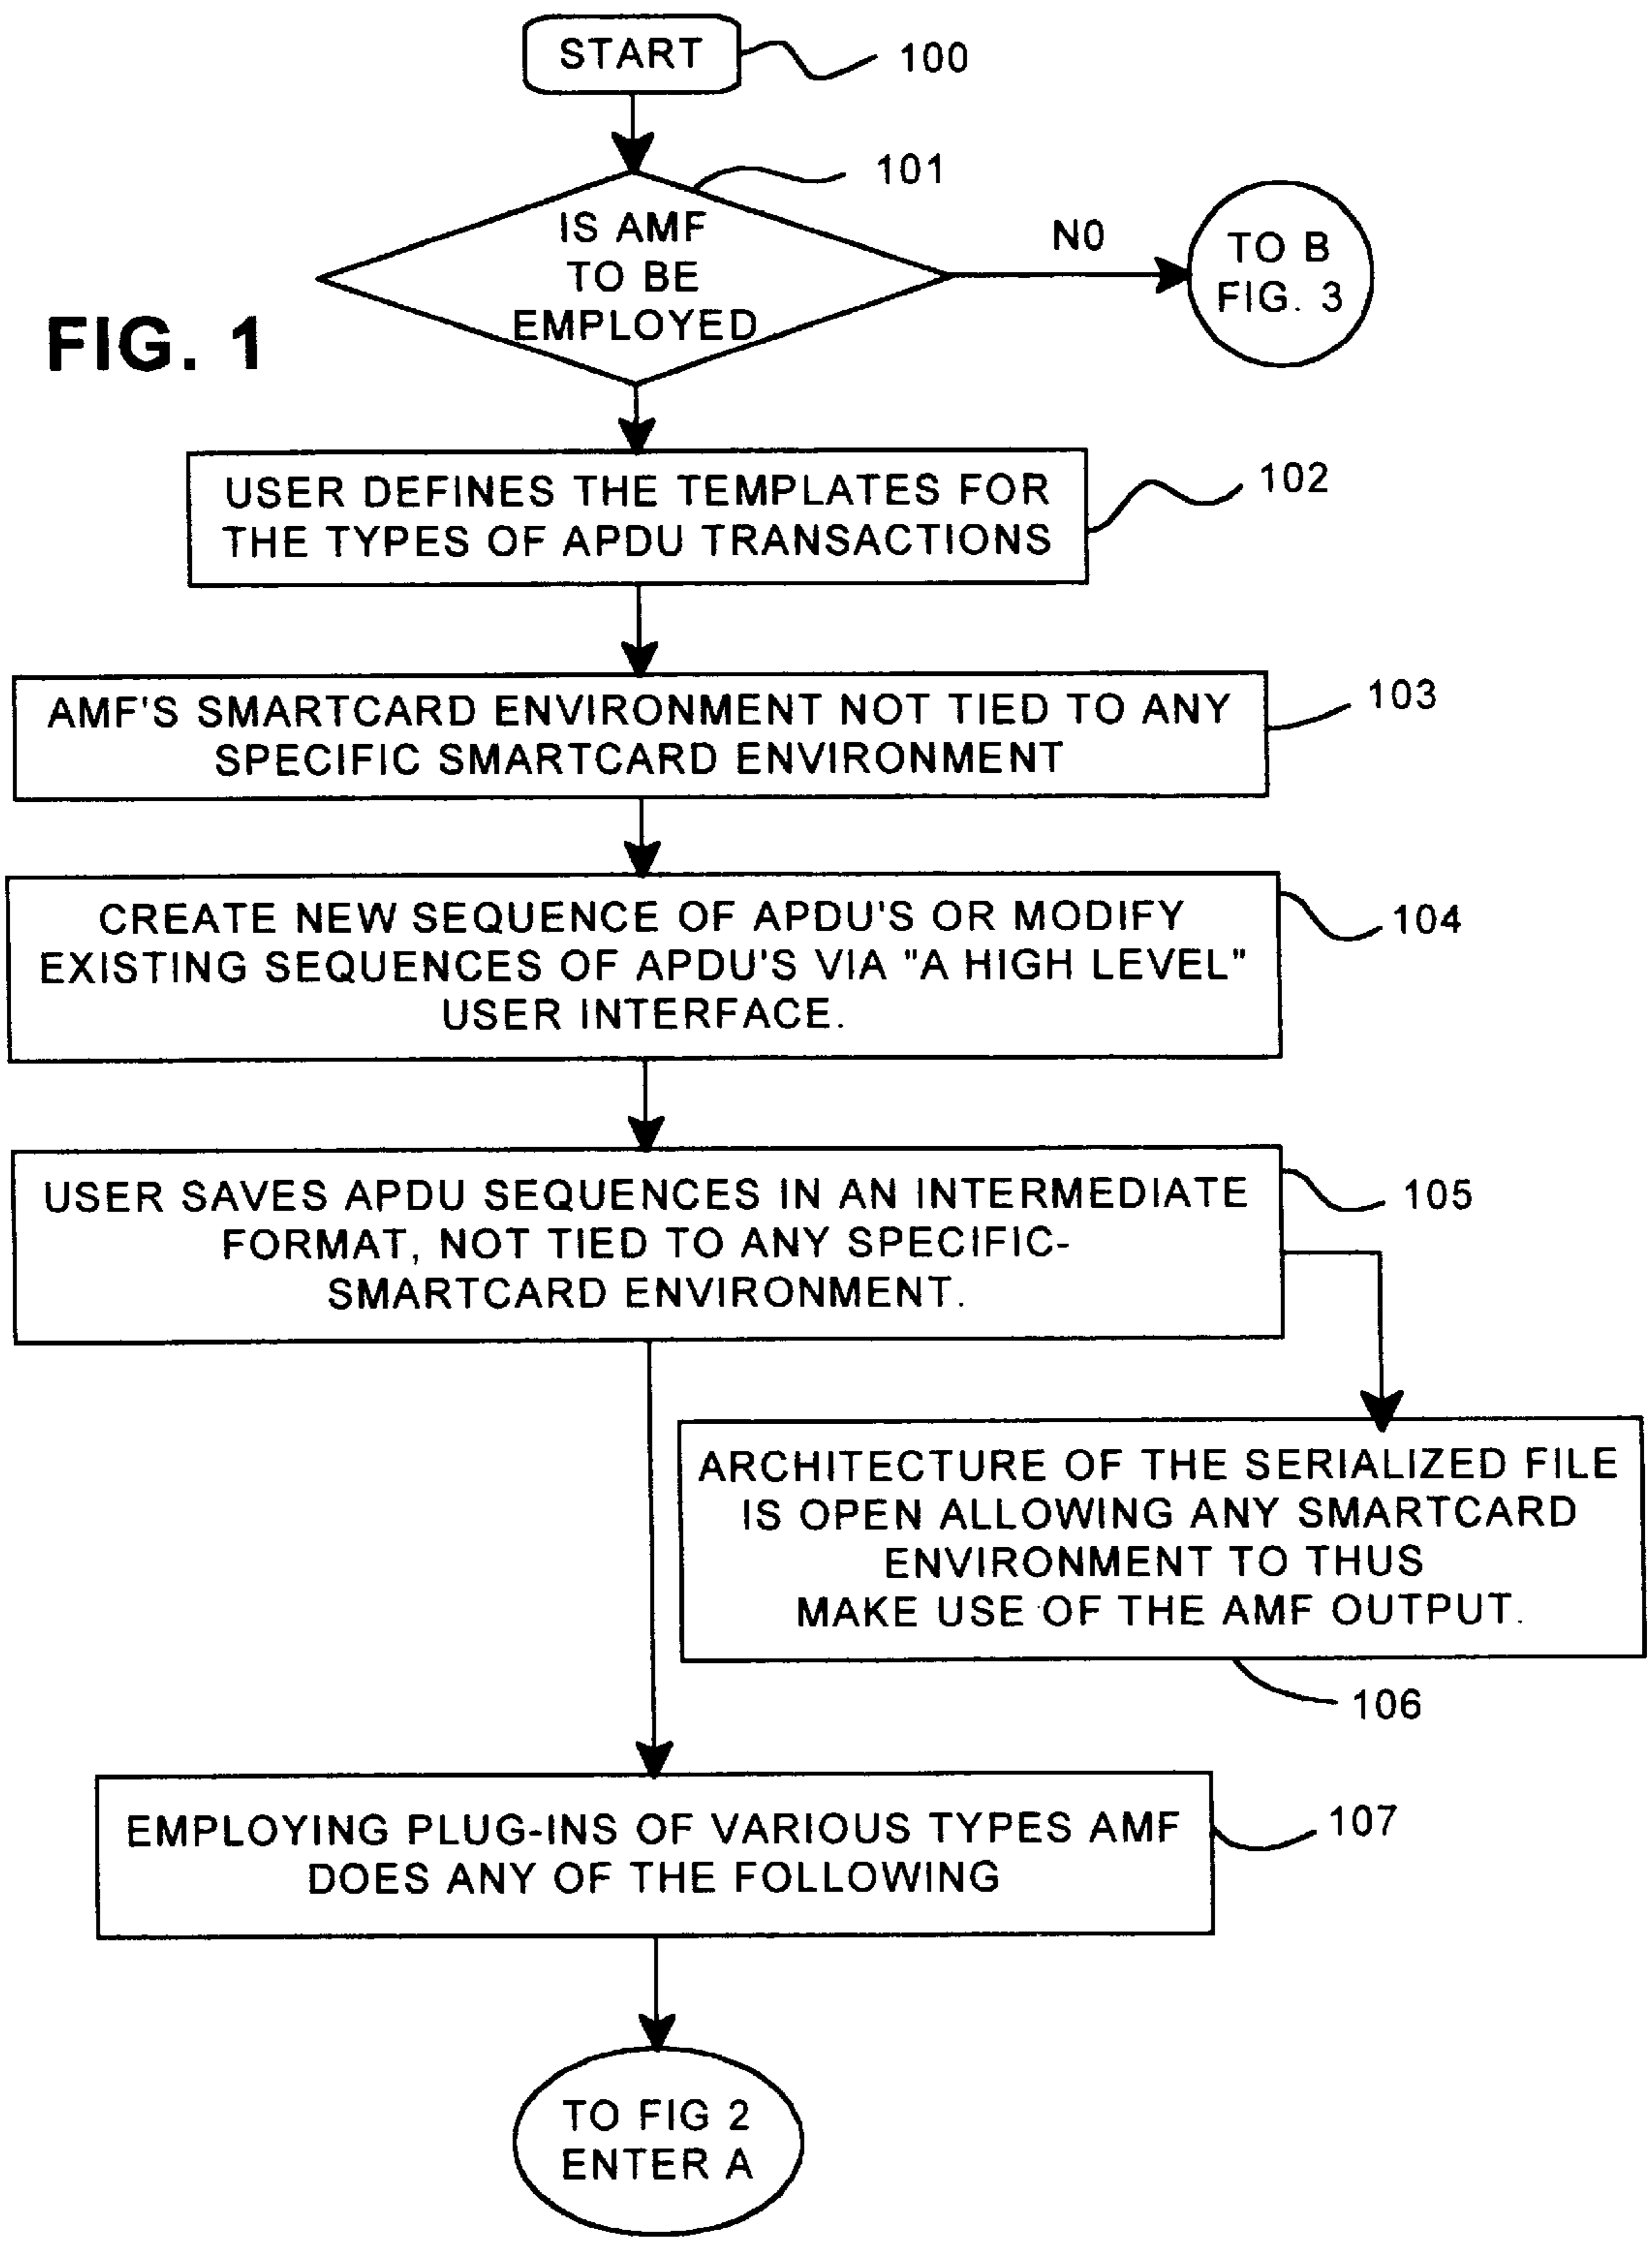 START
100
101
IS AMF
TO BE
EMPLOYED
NO
TO B
FIG. 3
FIG. 1
USER DEFINES THE TEMPLATES FOR
THE TYPES OF APDU TRANSACTIONS
102
AMF'S SMARTCARD ENVIRONMENT NOT TIED TO ANY
SPECIFIC SMARTCARD ENVIRONMENT
103
CREATE NEW SEQUENCE OF APDU'S OR MODIFY
EXISTING SEQUENCES OF APDU'S VIA "A HIGH LEVEL"
USER INTERFACE.
104
USER SAVES APDU SEQUENCES IN AN INTERMEDIATE
FORMAT, NOT TIED TO ANY SPECIFIC-
SMARTCARD ENVIRONMENT.
105
ARCHITECTURE OF THE SERIALIZED FILE
IS OPEN ALLOWING ANY SMARTCARD
ENVIRONMENT TO THUS
MAKE USE OF THE AMF OUTPUT.
106
EMPLOYING PLUG-INS OF VARIOUS TYPES AMF
DOES ANY OF THE FOLLOWING
107
TO FIG 2
ENTER A